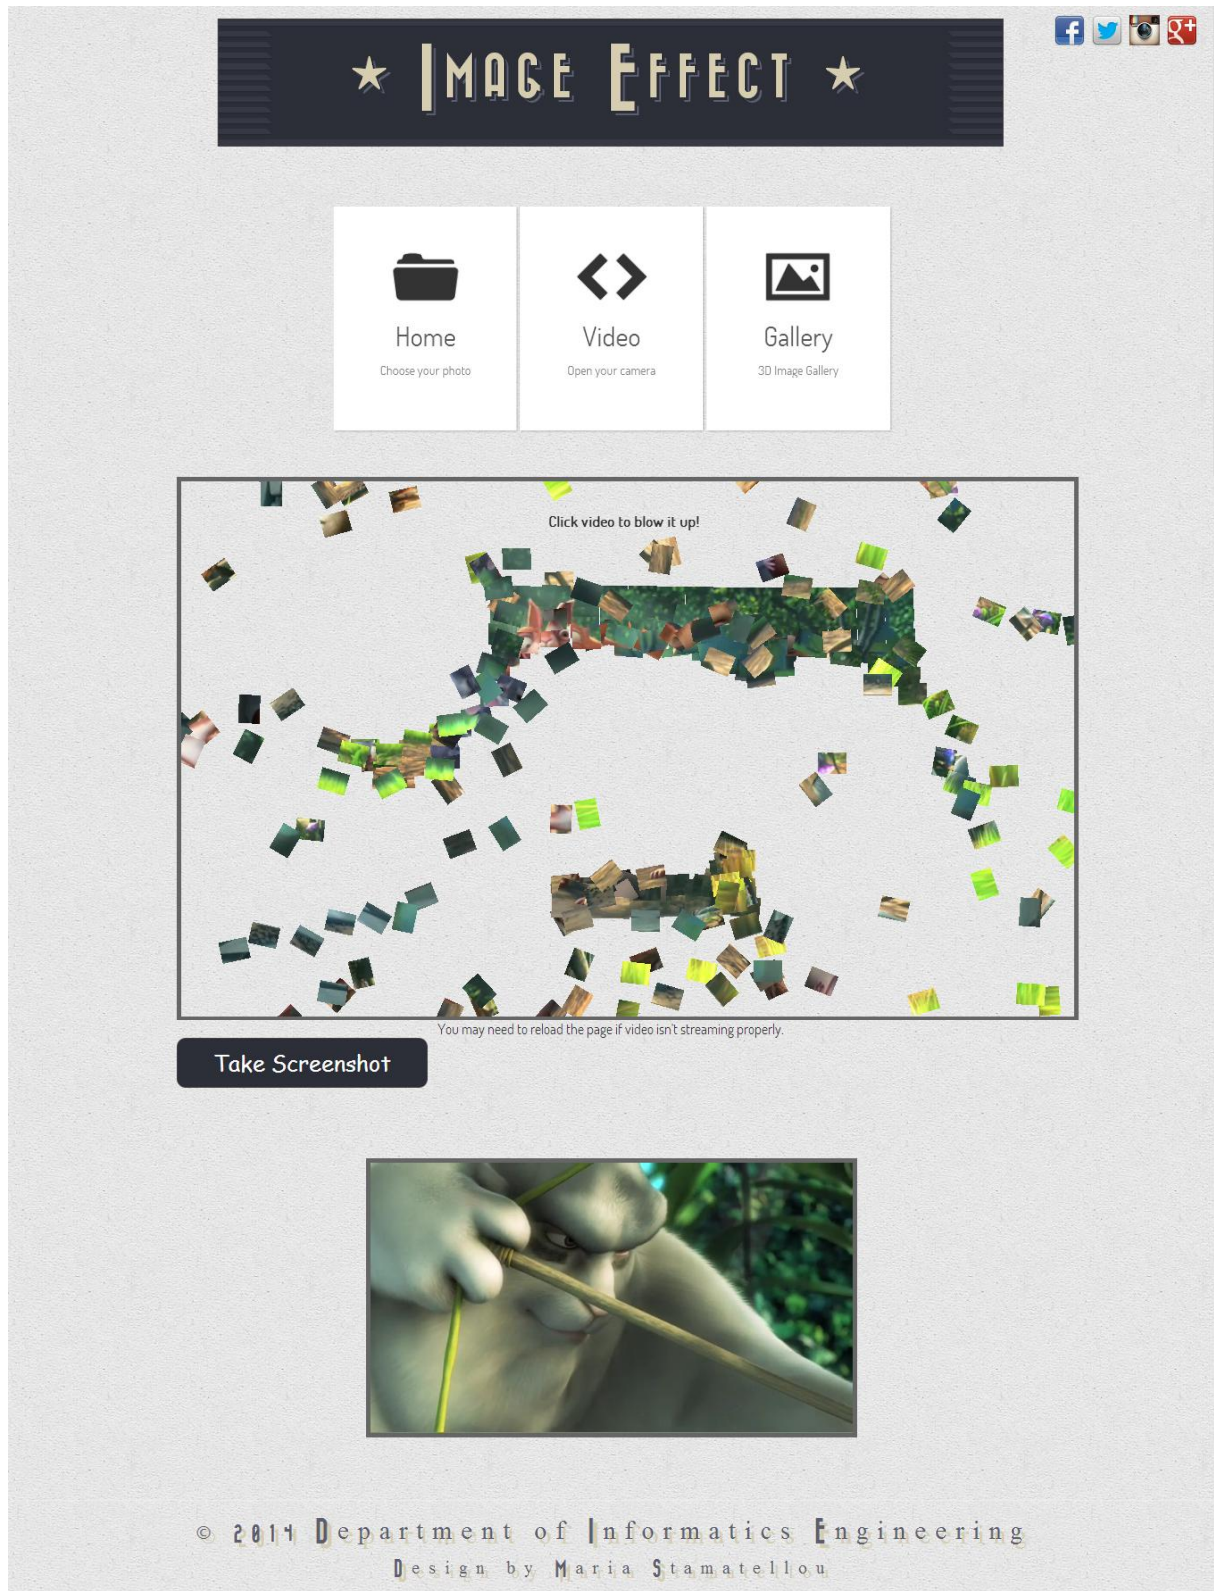 ★ Image Effect ★
Home
Choose your photo
Video
Open your camera
Gallery
3D Image Gallery
Click video to blow it up!
You may need to reload the page if video isn't streaming properly.
Take Screenshot
© 2014 Department of Informatics Engineering
Design by Maria Stamatellou